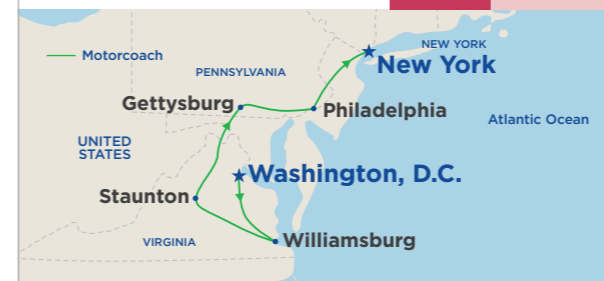 Motorcoach
NEW YORK
New York
PENNSYLVANIA
Gettysburg
Philadelphia
Atlantic Ocean
UNITED
STATES
Washington, D.C.
Staunton
VIRGINIA
Williamsburg